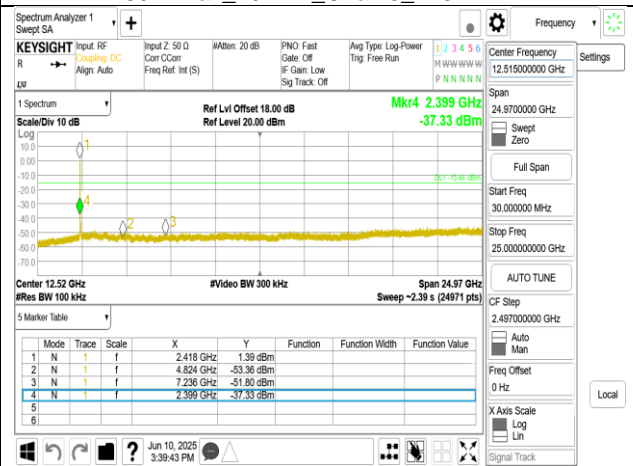 Spectrum Analyzer 1
Swept SA
Frequency
KEYSIGHT
R
LXI
Input: RF
Coupling: DC
Align: Auto
Input Z: 50 Ω
Corr CCorr
Freq Ref: Int (S)
#Atten: 20 dB
PNO: Fast
Gate: Off
IF Gain: Low
Sig Track: Off
Avg Type: Log-Power
Trig: Free Run
1 2 3 4 5 6
M W W W W W
P N N N N N
Center Frequency
12.515000000 GHz
Settings
1 Spectrum
Scale/Div 10 dB
Ref Lvl Offset 18.00 dB
Ref Level 20.00 dBm
Mkr4 2.399 GHz
-37.33 dBm
Span
24.9700000 GHz
Swept
Zero
Full Span
Start Freq
30.000000 MHz
Stop Freq
25.000000000 GHz
AUTO TUNE
CF Step
2.497000000 GHz
Auto
Man
Freq Offset
0 Hz
X Axis Scale
Log
Lin
Signal Track
Local
Log
10.0
0.00
-10.0
-20.0
-30.0
-40.0
-50.0
-60.0
-70.0
1
4
2
3
Center 12.52 GHz
#Res BW 100 kHz
#Video BW 300 kHz
Span 24.97 GHz
Sweep ~2.39 s (24971 pts)
5 Marker Table
Mode Trace Scale X Y Function Function Width Function Value
1 N 1 f 2.418 GHz 1.39 dBm
2 N 1 f 4.824 GHz -53.36 dBm
3 N 1 f 7.236 GHz -51.80 dBm
4 N 1 f 2.399 GHz -37.33 dBm
5
6
?
Jun 10, 2025
3:39:43 PM